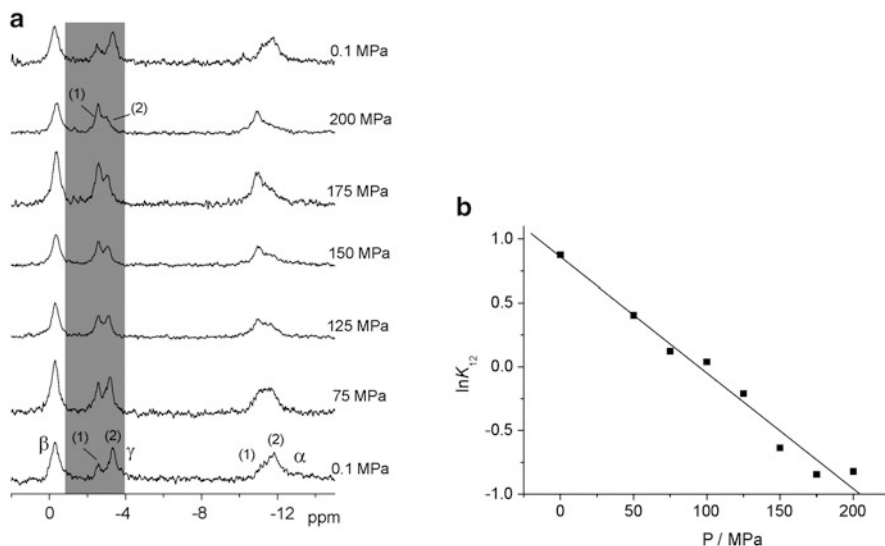 a
0.1 MPa
(1)
(2)
200 MPa
175 MPa
150 MPa
125 MPa
75 MPa
β
(1)
(2)
γ
(1)
(2)
α
0.1 MPa
0
-4
-8
-12
ppm
b
1.0
0.5
0.0
-0.5
-1.0
lnK₁₂
0
50
100
150
200
P / MPa